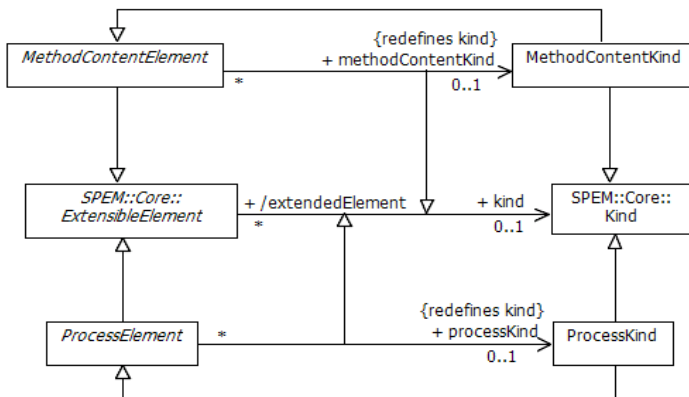 {redefines kind}
MethodContentElement
+ methodContentKind
MethodContentKind
*
0..1
SPEM::Core::
ExtensibleElement
+ /extendedElement
*
+ kind
0..1
SPEM::Core::
Kind
{redefines kind}
ProcessElement
*
+ processKind
0..1
ProcessKind